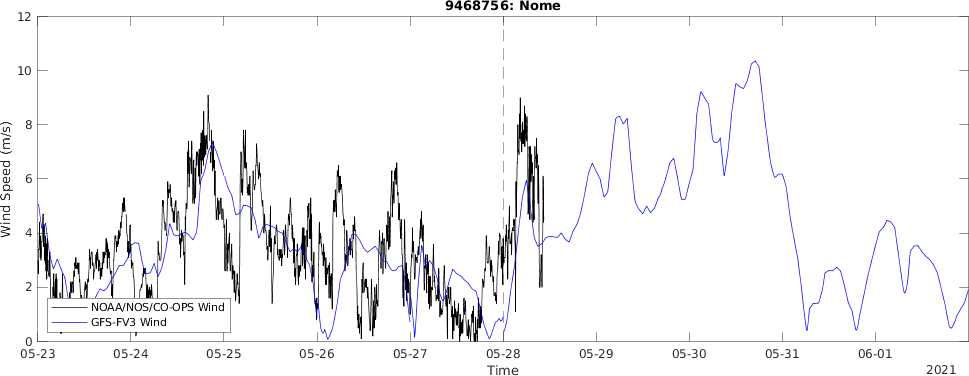 9468756: Nome
12
10
8
6
4
2
0
Wind Speed (m/s)
NOAA/NOS/CO-OPS Wind
GFS-FV3 Wind
05-23 05-24 05-25 05-26 05-27 05-28 05-29 05-30 05-31 06-01
Time
2021